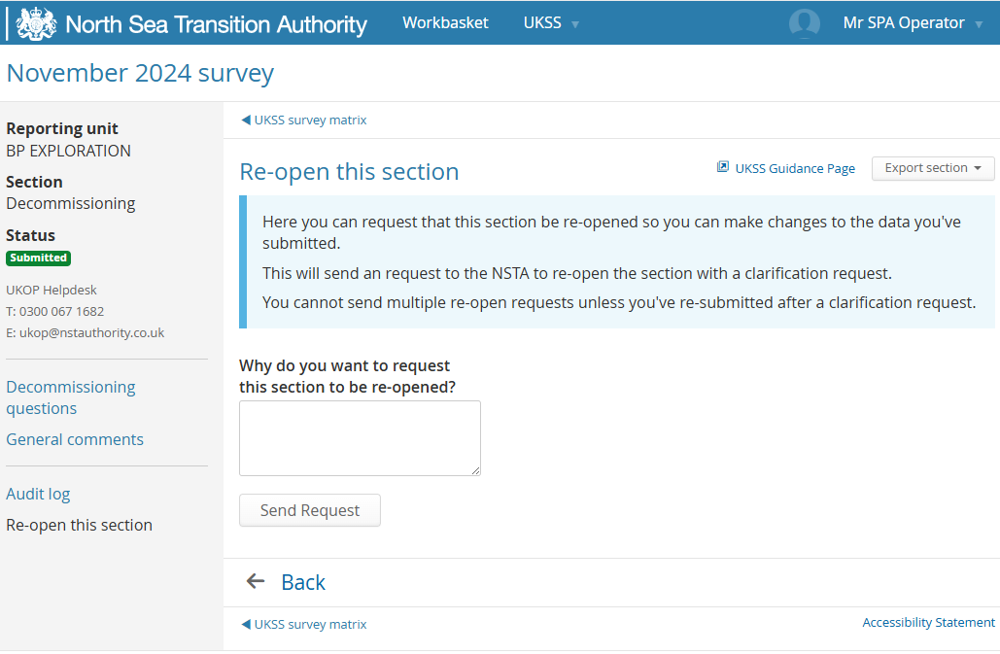 North Sea Transition Authority
Workbasket
UKSS
Mr SPA Operator
November 2024 survey
Reporting unit
BP EXPLORATION
Section
Decommissioning
Status
Submitted
UKOP Helpdesk
T: 0300 067 1682
E: ukop@nstauthority.co.uk
Decommissioning
questions
General comments
Audit log
Re-open this section
UKSS survey matrix
Re-open this section
UKSS Guidance Page
Export section
Here you can request that this section be re-opened so you can make changes to the data you've
submitted.
This will send an request to the NSTA to re-open the section with a clarification request.
You cannot send multiple re-open requests unless you've re-submitted after a clarification request.
Why do you want to request
this section to be re-opened?
Send Request
Back
UKSS survey matrix
Accessibility Statement